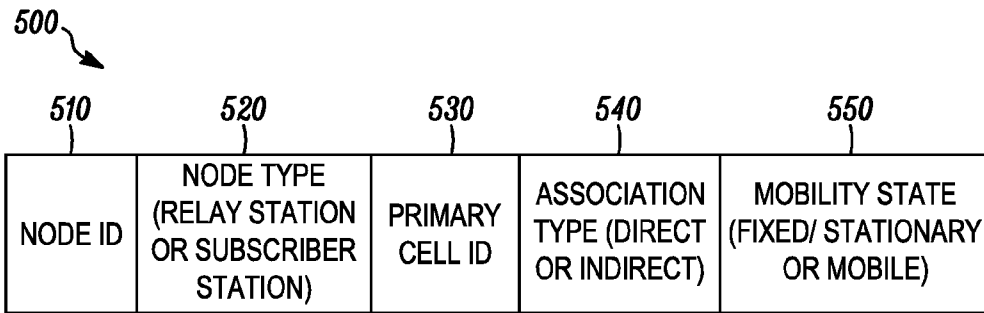 500
510
520
530
540
550
NODE ID
NODE TYPE
(RELAY STATION
OR SUBSCRIBER
STATION)
PRIMARY
CELL ID
ASSOCIATION
TYPE (DIRECT
OR INDIRECT)
MOBILITY STATE
(FIXED/ STATIONARY
OR MOBILE)